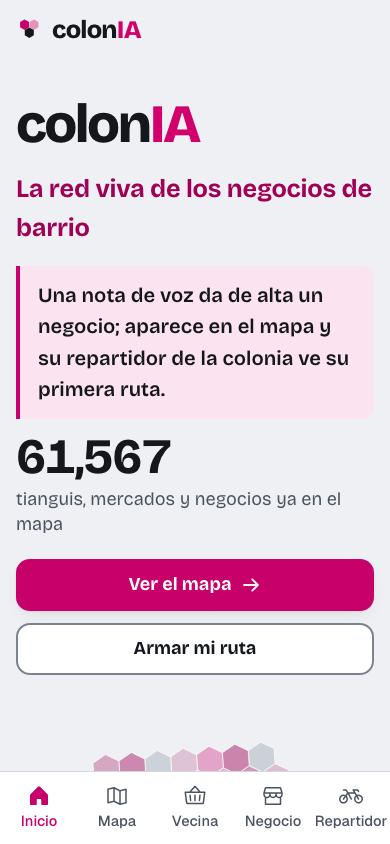 colonIA
colonIA
La red viva de los negocios de
barrio
Una nota de voz da de alta un
negocio; aparece en el mapa y
su repartidor de la colonia ve su
primera ruta.
61,567
tianguis, mercados y negocios ya en el
mapa
Ver el mapa →
Armar mi ruta
Inicio
Mapa
Vecina
Negocio
Repartidor